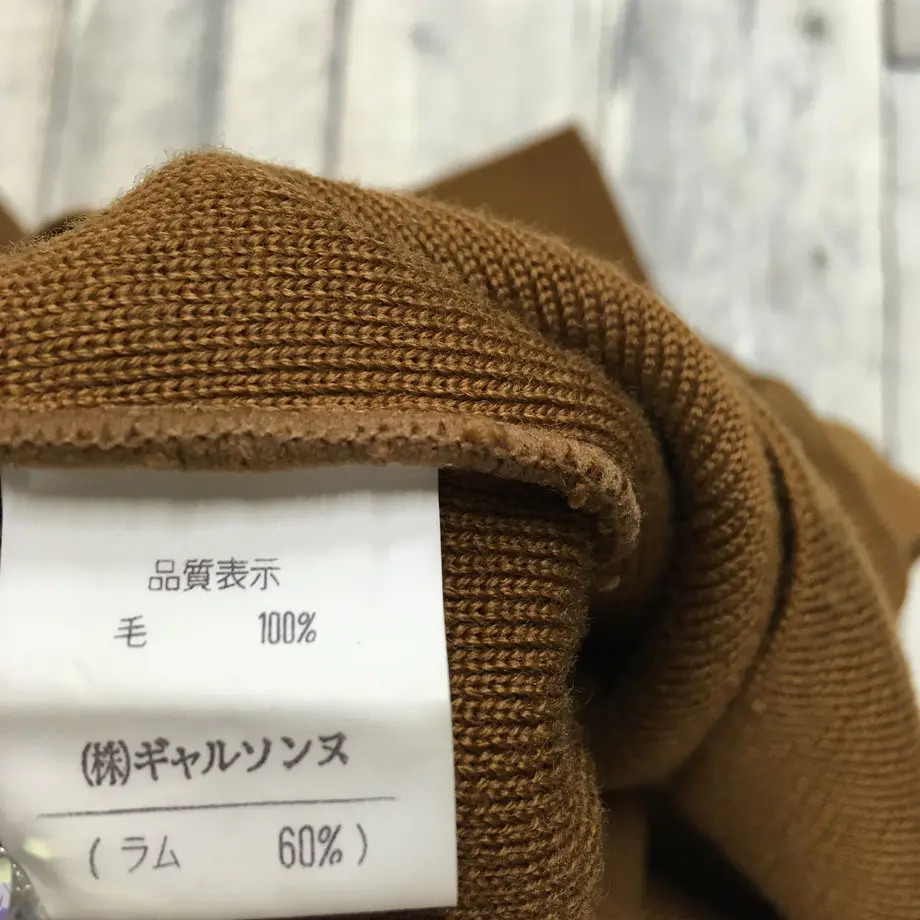 品質表示
毛 100%
(株)ギャルソンヌ
(ラム 60%)